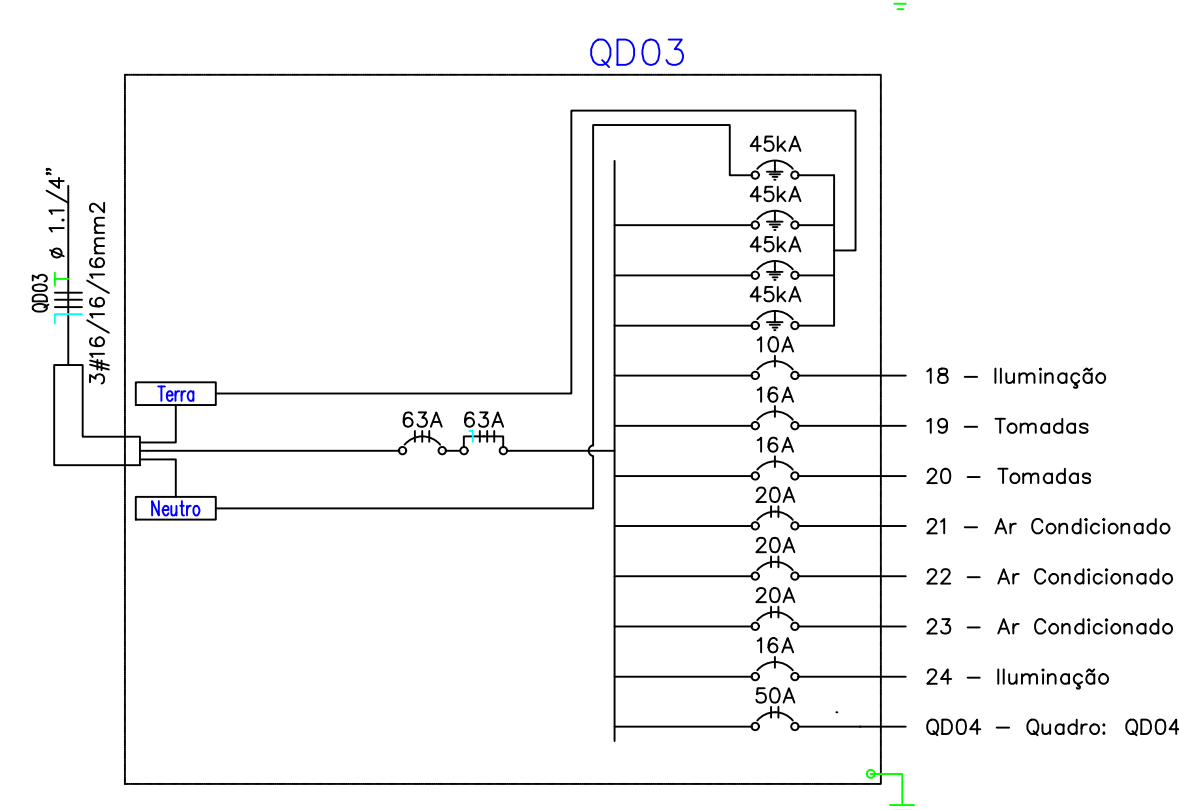 QD03
45kA
45kA
45kA
45kA
QD03
ø 1.1/4”
3#16/16/16mm2
10A
18 – Iluminação
Terra
16A
19 – Tomadas
63A
63A
16A
20 – Tomadas
Neutro
20A
21 – Ar Condicionado
20A
22 – Ar Condicionado
20A
23 – Ar Condicionado
16A
24 – Iluminação
50A
QD04 – Quadro: QD04